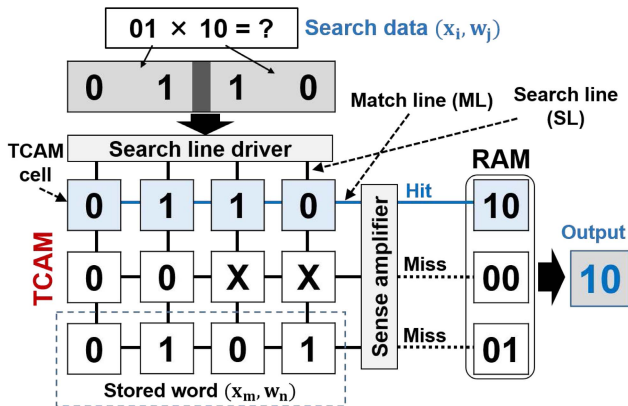 01 × 10 = ?
Search data (xᵢ, wⱼ)
0 1 1 0
Match line (ML)
Search line (SL)
Search line driver
TCAM cell
RAM
TCAM
0 1 1 0
Hit
10
0 0 X X
Miss
00
0 1 0 1
Miss
01
Sense amplifier
Output
10
Stored word (xₘ, wₙ)